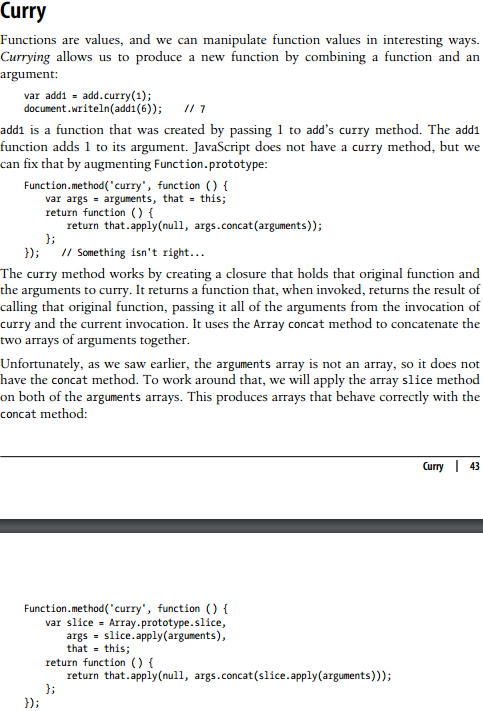 Curry
Functions are values, and we can manipulate function values in interesting ways.
Currying allows us to produce a new function by combining a function and an
argument:
var add1 = add.curry(1);
document.writeln(add1(6));    // 7
add1 is a function that was created by passing 1 to add's curry method. The add1
function adds 1 to its argument. JavaScript does not have a curry method, but we
can fix that by augmenting Function.prototype:
Function.method('curry', function () {
    var args = arguments, that = this;
    return function () {
        return that.apply(null, args.concat(arguments));
    };
});    // Something isn't right...
The curry method works by creating a closure that holds that original function and
the arguments to curry. It returns a function that, when invoked, returns the result of
calling that original function, passing it all of the arguments from the invocation of
curry and the current invocation. It uses the Array concat method to concatenate the
two arrays of arguments together.
Unfortunately, as we saw earlier, the arguments array is not an array, so it does not
have the concat method. To work around that, we will apply the array slice method
on both of the arguments arrays. This produces arrays that behave correctly with the
concat method:
Curry | 43
Function.method('curry', function () {
    var slice = Array.prototype.slice,
        args = slice.apply(arguments),
        that = this;
    return function () {
        return that.apply(null, args.concat(slice.apply(arguments)));
    };
});